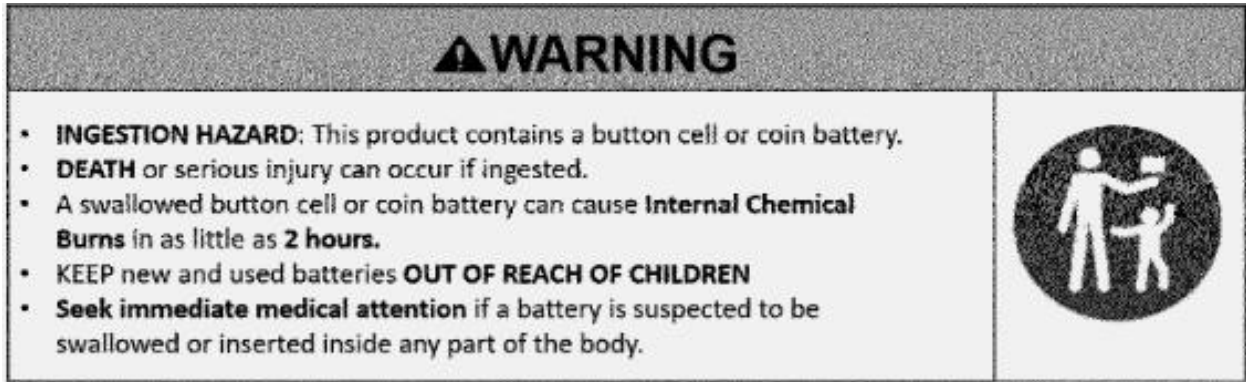 ⚠WARNING
• INGESTION HAZARD: This product contains a button cell or coin battery.
• DEATH or serious injury can occur if ingested.
• A swallowed button cell or coin battery can cause Internal Chemical
Burns in as little as 2 hours.
• KEEP new and used batteries OUT OF REACH OF CHILDREN
• Seek immediate medical attention if a battery is suspected to be
swallowed or inserted inside any part of the body.